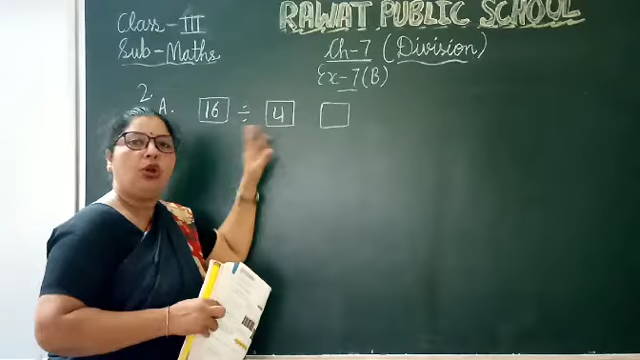 RAWAT PUBLIC SCHOOL
Class - III
Sub - Maths
Ch-7 (Division)
Ex-7(B)
2.
A. 16 ÷ 4